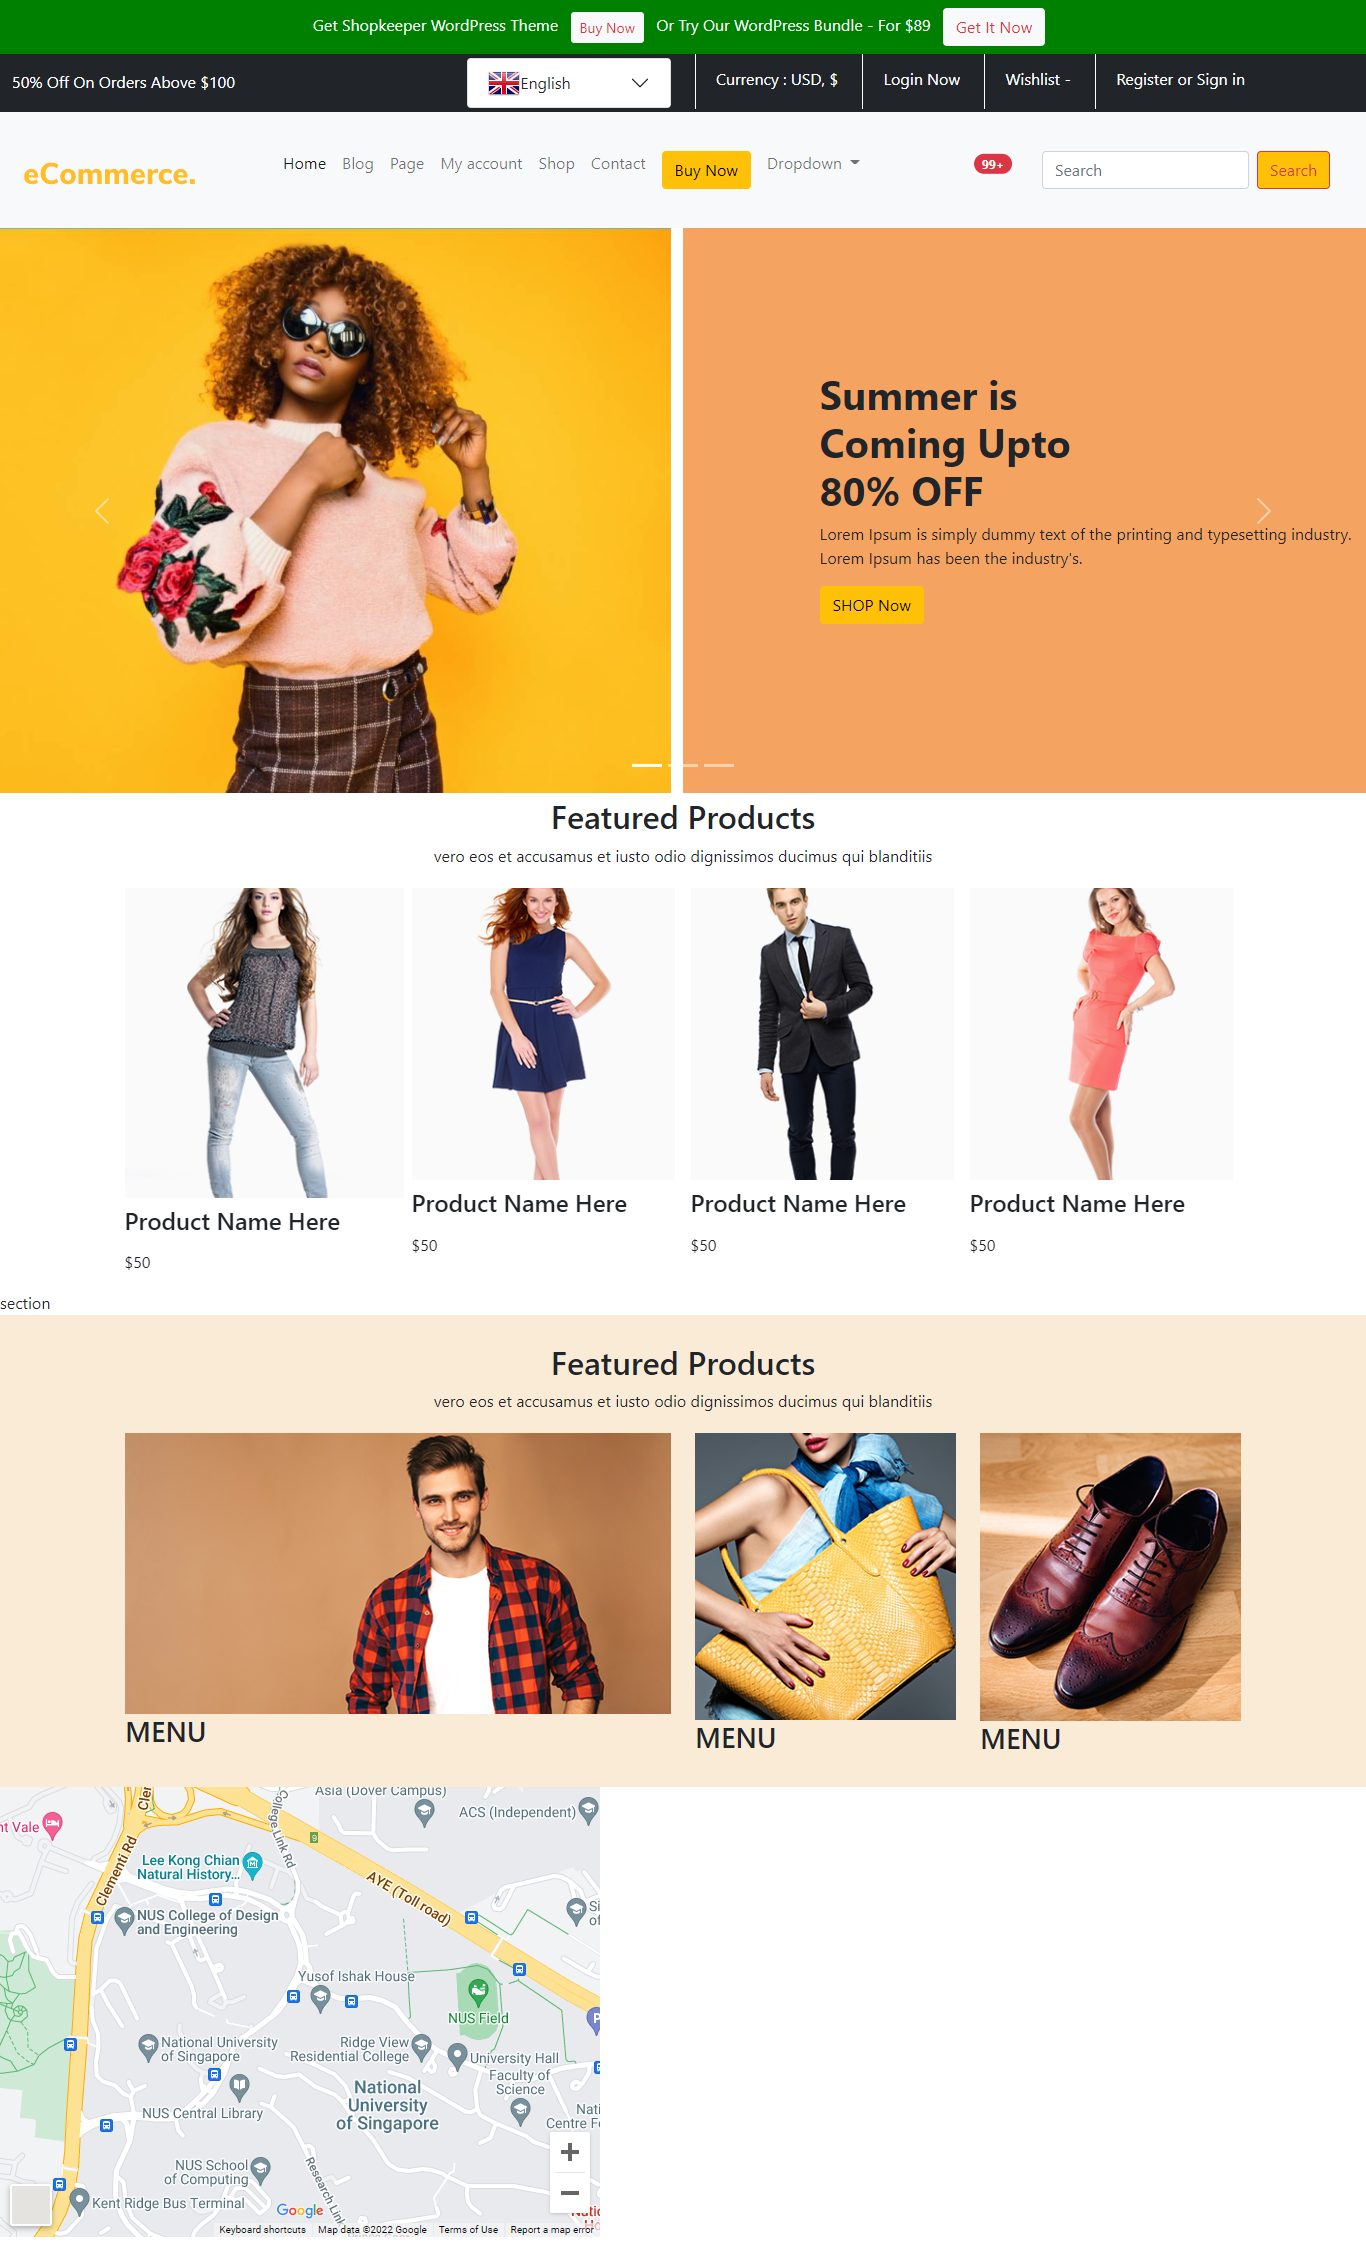 Get Shopkeeper WordPress Theme Buy Now Or Try Our WordPress Bundle - For $89 Get It Now
50% Off On Orders Above $100 English Currency : USD, $ Login Now Wishlist - Register or Sign in
eCommerce. Home Blog Page My account Shop Contact Buy Now Dropdown 99+ Search Search
Summer is
Coming Upto
80% OFF
Lorem Ipsum is simply dummy text of the printing and typesetting industry.
Lorem Ipsum has been the industry's.
SHOP Now
Featured Products
vero eos et accusamus et iusto odio dignissimos ducimus qui blanditiis
Product Name Here
$50
Product Name Here
$50
Product Name Here
$50
Product Name Here
$50
section
Featured Products
vero eos et accusamus et iusto odio dignissimos ducimus qui blanditiis
MENU
MENU
MENU
Asia (Dover Campus)
ACS (Independent)
Vale
College Link Rd
9
Clementi Rd
Lee Kong Chian
Natural History...
AYE (Toll road)
NUS College of Design
and Engineering
Yusof Ishak House
NUS Field
National University
of Singapore
Ridge View
Residential College
University Hall
Faculty of
Science
National
University
of Singapore
NUS Central Library
Centre
NUS School
of Computing
Research Link
Kent Ridge Bus Terminal
Google
Keyboard shortcuts Map data ©2022 Google Terms of Use Report a map error